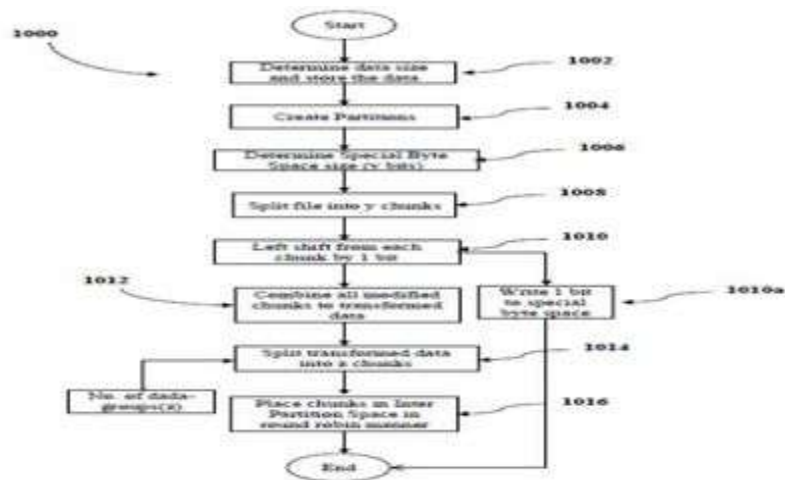 Start
1000
Determine data size
and store the data
1002
Create Partitions
1004
Determine Special Byte
Space size (y bits)
1006
Split file into y chunks
1008
Left shift from each
chunk by 1 bit
1010
1012
Combine all modified
chunks to transformed
data
Write 1 bit
to special
byte space
1010a
Split transformed data
into z chunks
1014
No. of dada-
groups(z)
Place chunks in Inter
Partition Space in
round robin manner
1016
End